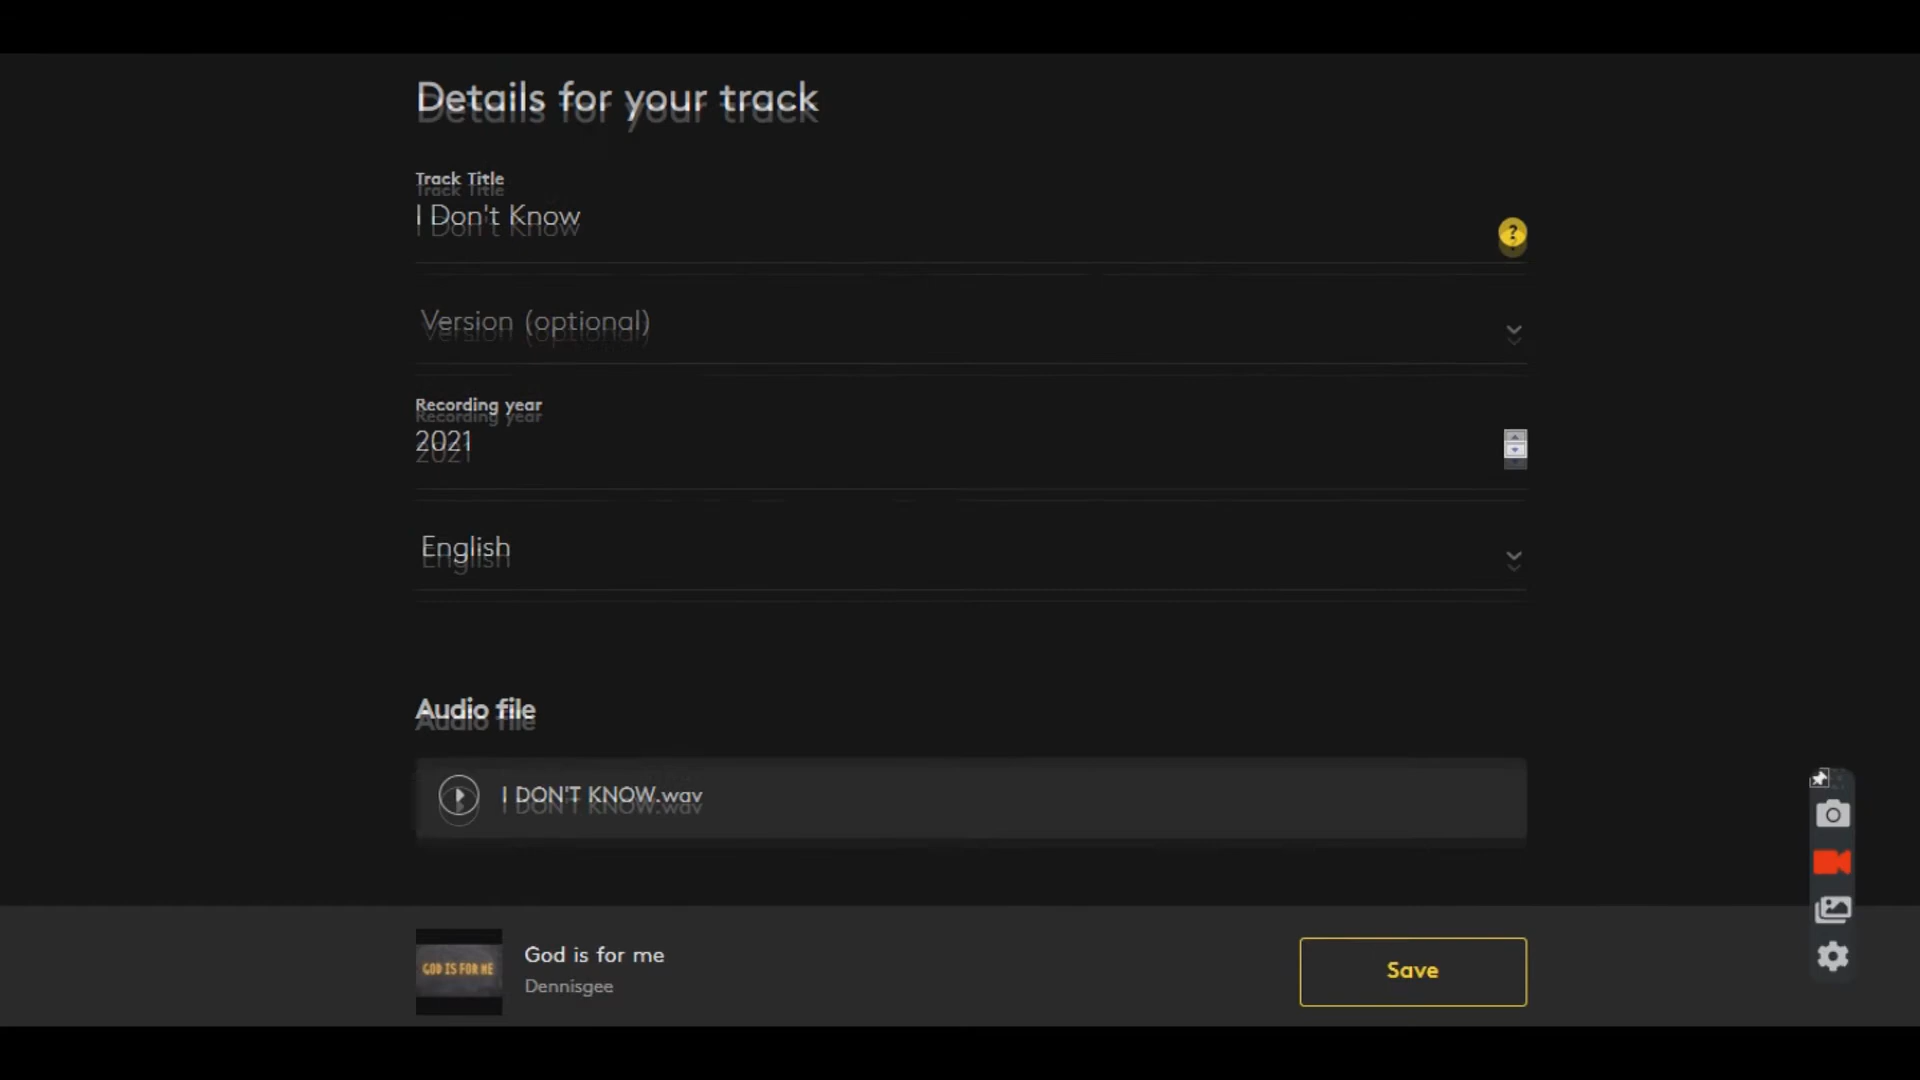 Details for your track
Track Title
I Don't Know
?
Version (optional)
Recording year
2021
English
Audio file
I DON'T KNOW.wav
GOD IS FOR ME
God is for me
Dennisgee
Save